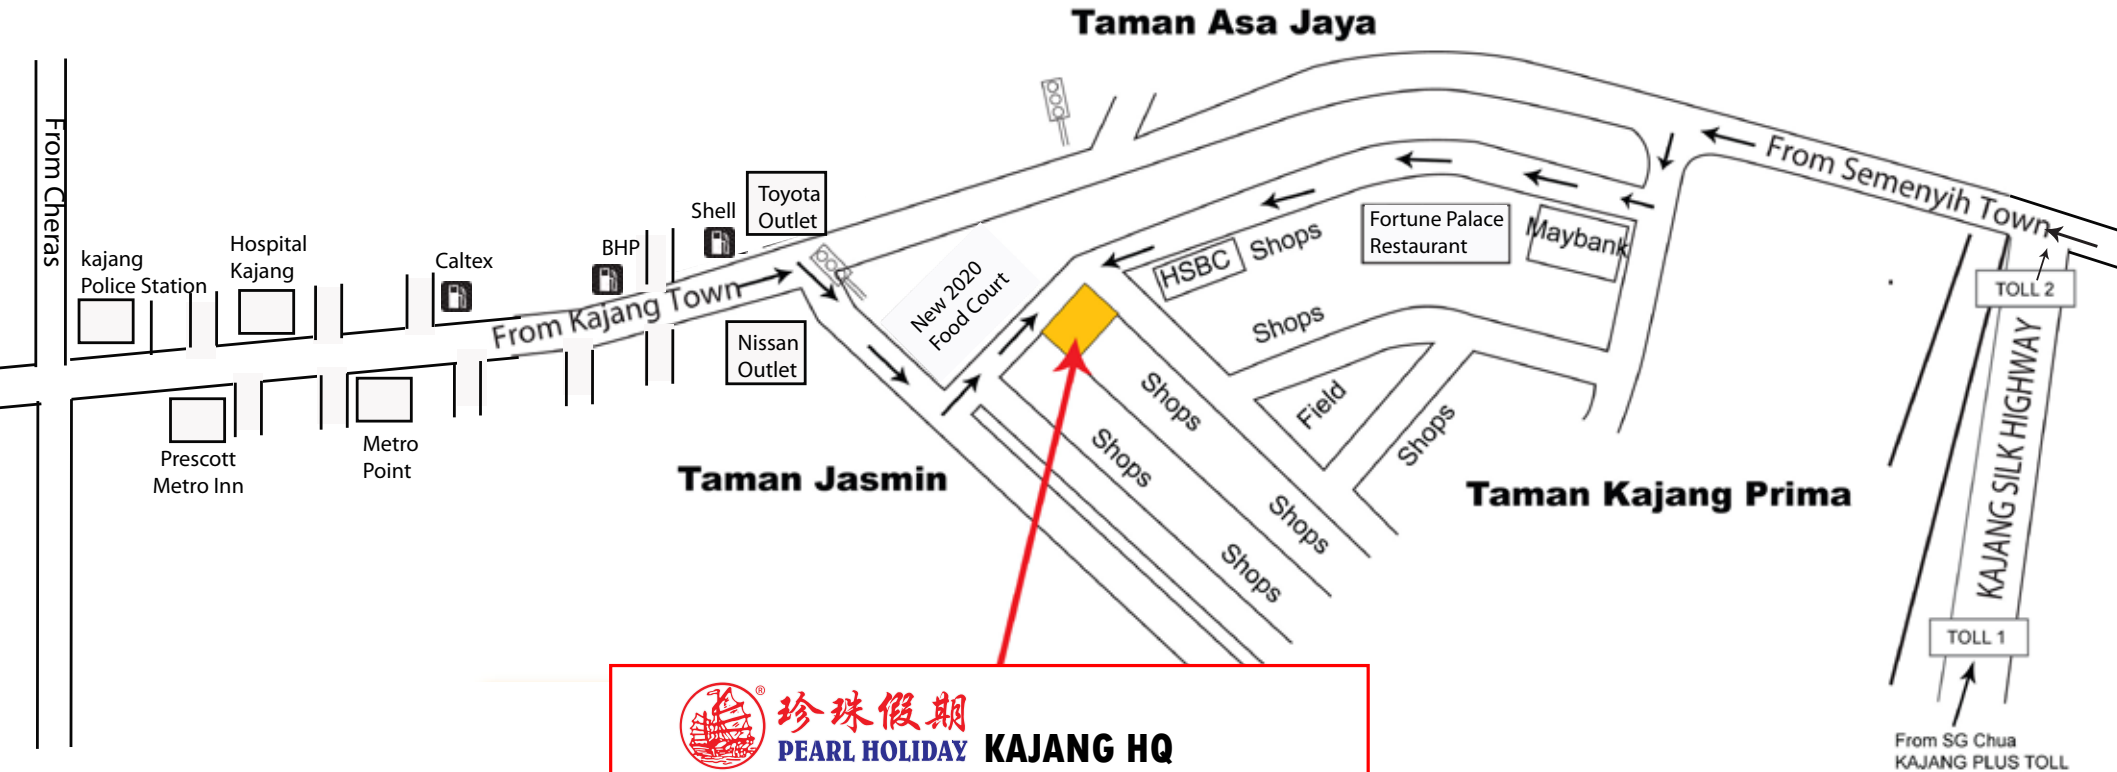 Taman Asa Jaya
From Cheras
kajang
Police Station
Hospital
Kajang
Caltex
BHP
Shell
Toyota
Outlet
From Kajang Town
Nissan
Outlet
Prescott
Metro Inn
Metro
Point
New 2020
Food Court
HSBC
Shops
Fortune Palace
Restaurant
Maybank
From Semenyih Town
TOLL 2
Shops
Field
Shops
Shops
Shops
Shops
Shops
Taman Jasmin
Taman Kajang Prima
KAJANG SILK HIGHWAY
TOLL 1
From SG Chua
KAJANG PLUS TOLL
®
珍珠假期
PEARL HOLIDAY KAJANG HQ